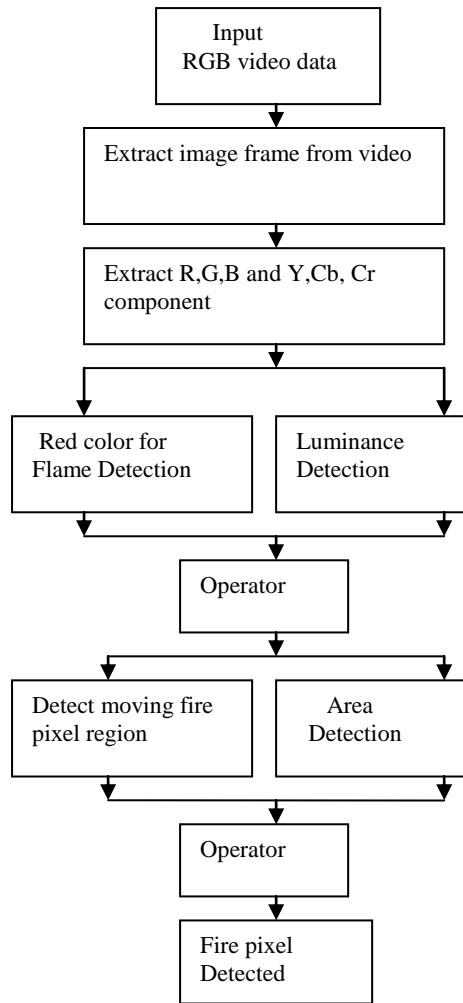 Input
RGB video data
Extract image frame from video
Extract R,G,B and Y,Cb, Cr
component
Red color for
Flame Detection
Luminance
Detection
Operator
Detect moving fire
pixel region
Area
Detection
Operator
Fire pixel
Detected